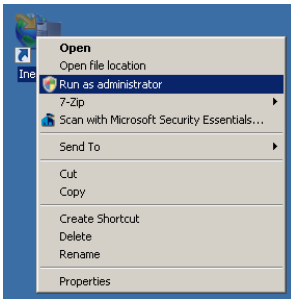 Ine
Open
Open file location
Run as administrator
7-Zip
Scan with Microsoft Security Essentials...
Send To
Cut
Copy
Create Shortcut
Delete
Rename
Properties